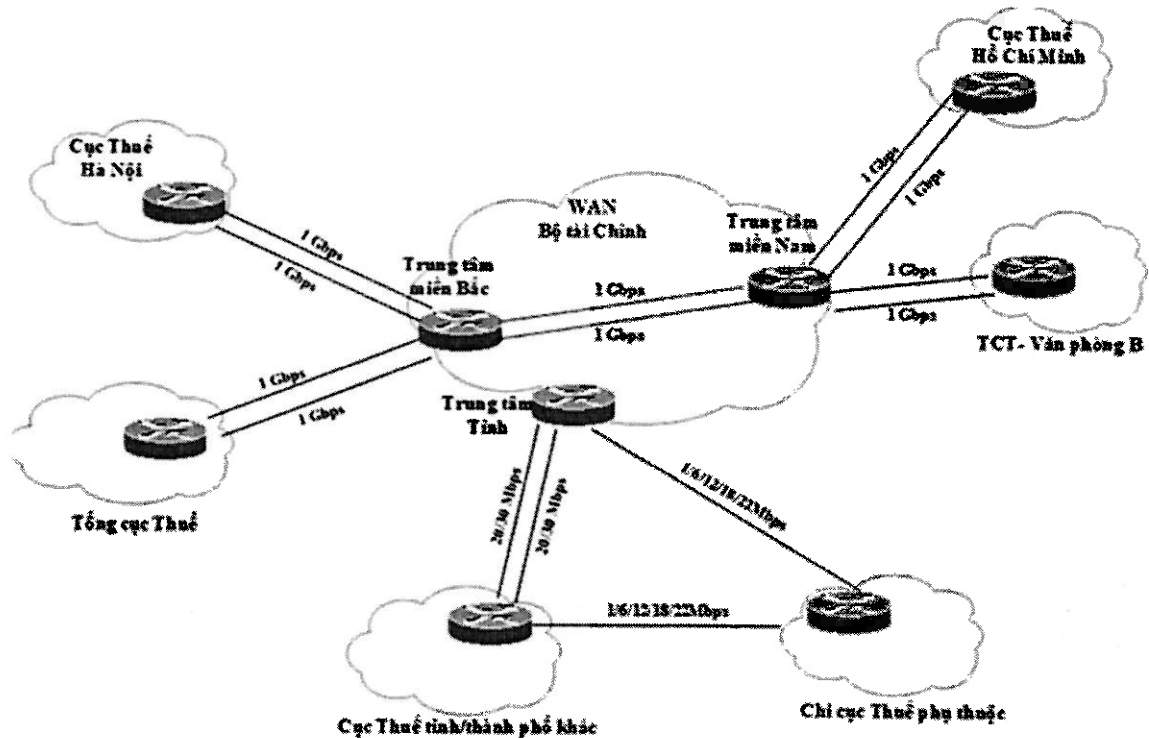 Cục Thuế
Hồ Chí Minh
Cục Thuế
Hà Nội
1 Gbps
1 Gbps
WAN
Bộ tài Chính
Trung tâm
miền Nam
1 Gbps
1 Gbps
Trung tâm
miền Bắc
1 Gbps
1 Gbps
1 Gbps
1 Gbps
TCT- Văn phòng B
1 Gbps
1 Gbps
Trung tâm
Tỉnh
Tổng cục Thuế
20/30 Mbps
20/30 Mbps
1/6/12/18/22Mbps
1/6/12/18/22Mbps
Cục Thuế tỉnh/thành phố khác
Chi cục Thuế phụ thuộc